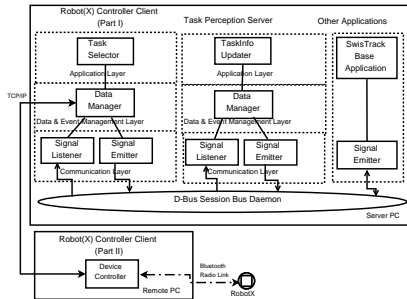 Robot(X) Controller Client
(Part I)
Task Perception Server
Other Applications
Task
Selector
TaskInfo
Updater
SwisTrack
Base
Application
Application Layer
Application Layer
TCP/IP
Data
Manager
Data
Manager
Data & Event Management Layer
Data & Event Management Layer
Signal
Listener
Signal
Emitter
Signal
Listener
Signal
Emitter
Signal
Emitter
Communication Layer
Communication Layer
D-Bus Session Bus Daemon
Server PC
Robot(X) Controller Client
(Part II)
Device
Controller
Bluetooth
Radio Link
Remote PC
RobotX